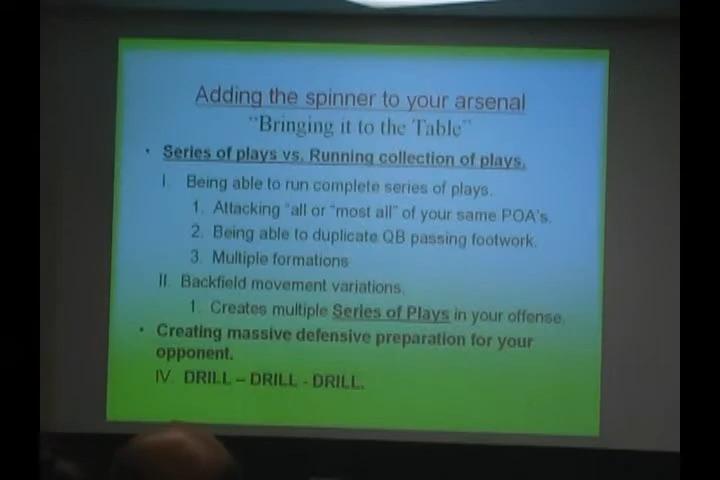 Adding the spinner to your arsenal
"Bringing it to the Table"
• Series of plays vs. Running collection of plays.
I. Being able to run complete series of plays.
1. Attacking "all or "most all" of your same POA's.
2. Being able to duplicate QB passing footwork.
3. Multiple formations
II. Backfield movement variations.
1. Creates multiple Series of Plays in your offense.
• Creating massive defensive preparation for your
opponent.
IV. DRILL – DRILL - DRILL.